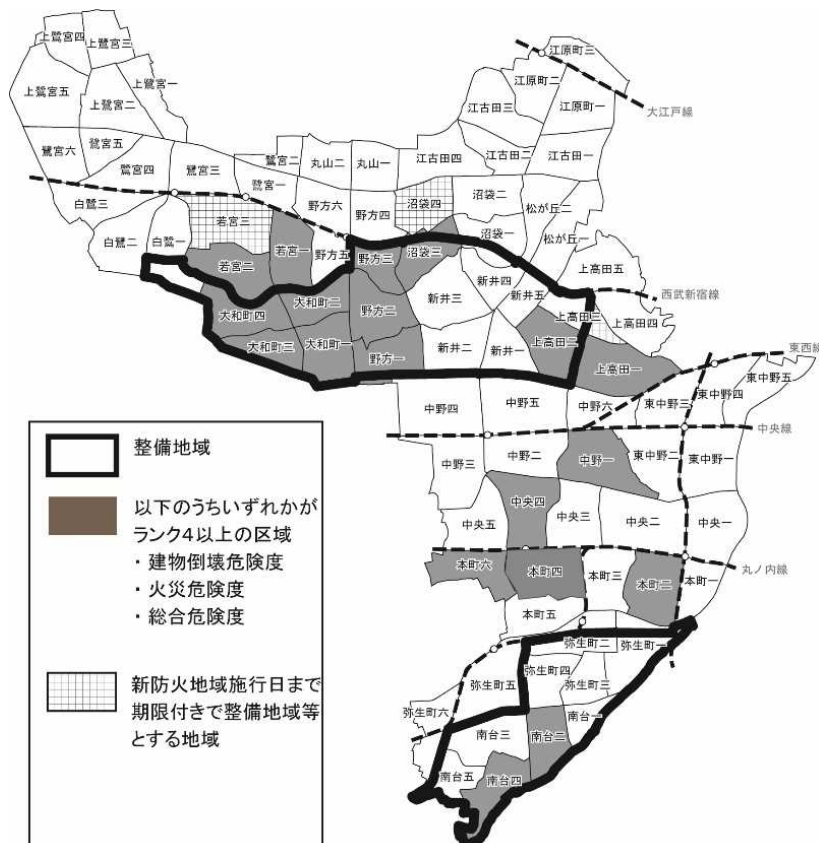 上鷺宮四
上鷺宮三
江原町三
上鷺宮一
江原町二
上鷺宮五
上鷺宮二
江古田三
江原町一
大江戸線
鷺宮六
鷺宮五
鷺宮四
鷺宮三
鷺宮二
丸山二
丸山一
江古田四
江古田二
江古田一
鷺宮一
白鷺三
野方六
野方四
沼袋四
沼袋二
松が丘二
若宮三
白鷺二
白鷺一
若宮一
野方五
野方三
沼袋三
沼袋一
松が丘一
若宮二
上高田五
新井四
大和町二
新井三
新井五
西武新宿線
大和町四
野方二
上高田三
上高田四
大和町三
大和町一
野方一
新井二
新井一
上高田二
上高田一
東西線
東中野五
中野四
中野五
中野六
東中野三
東中野四
中央線
中野三
中野二
中野一
東中野二
東中野一
中央四
中央五
中央三
中央二
中央一
丸ノ内線
本町六
本町四
本町三
本町二
本町一
本町五
弥生町二
弥生町一
弥生町五
弥生町四
弥生町三
弥生町六
南台一
南台三
南台二
南台五
南台四
整備地域
以下のうちいずれかが
ランク4以上の区域
・建物倒壊危険度
・火災危険度
・総合危険度
新防火地域施行日まで
期限付きで整備地域等
とする地域